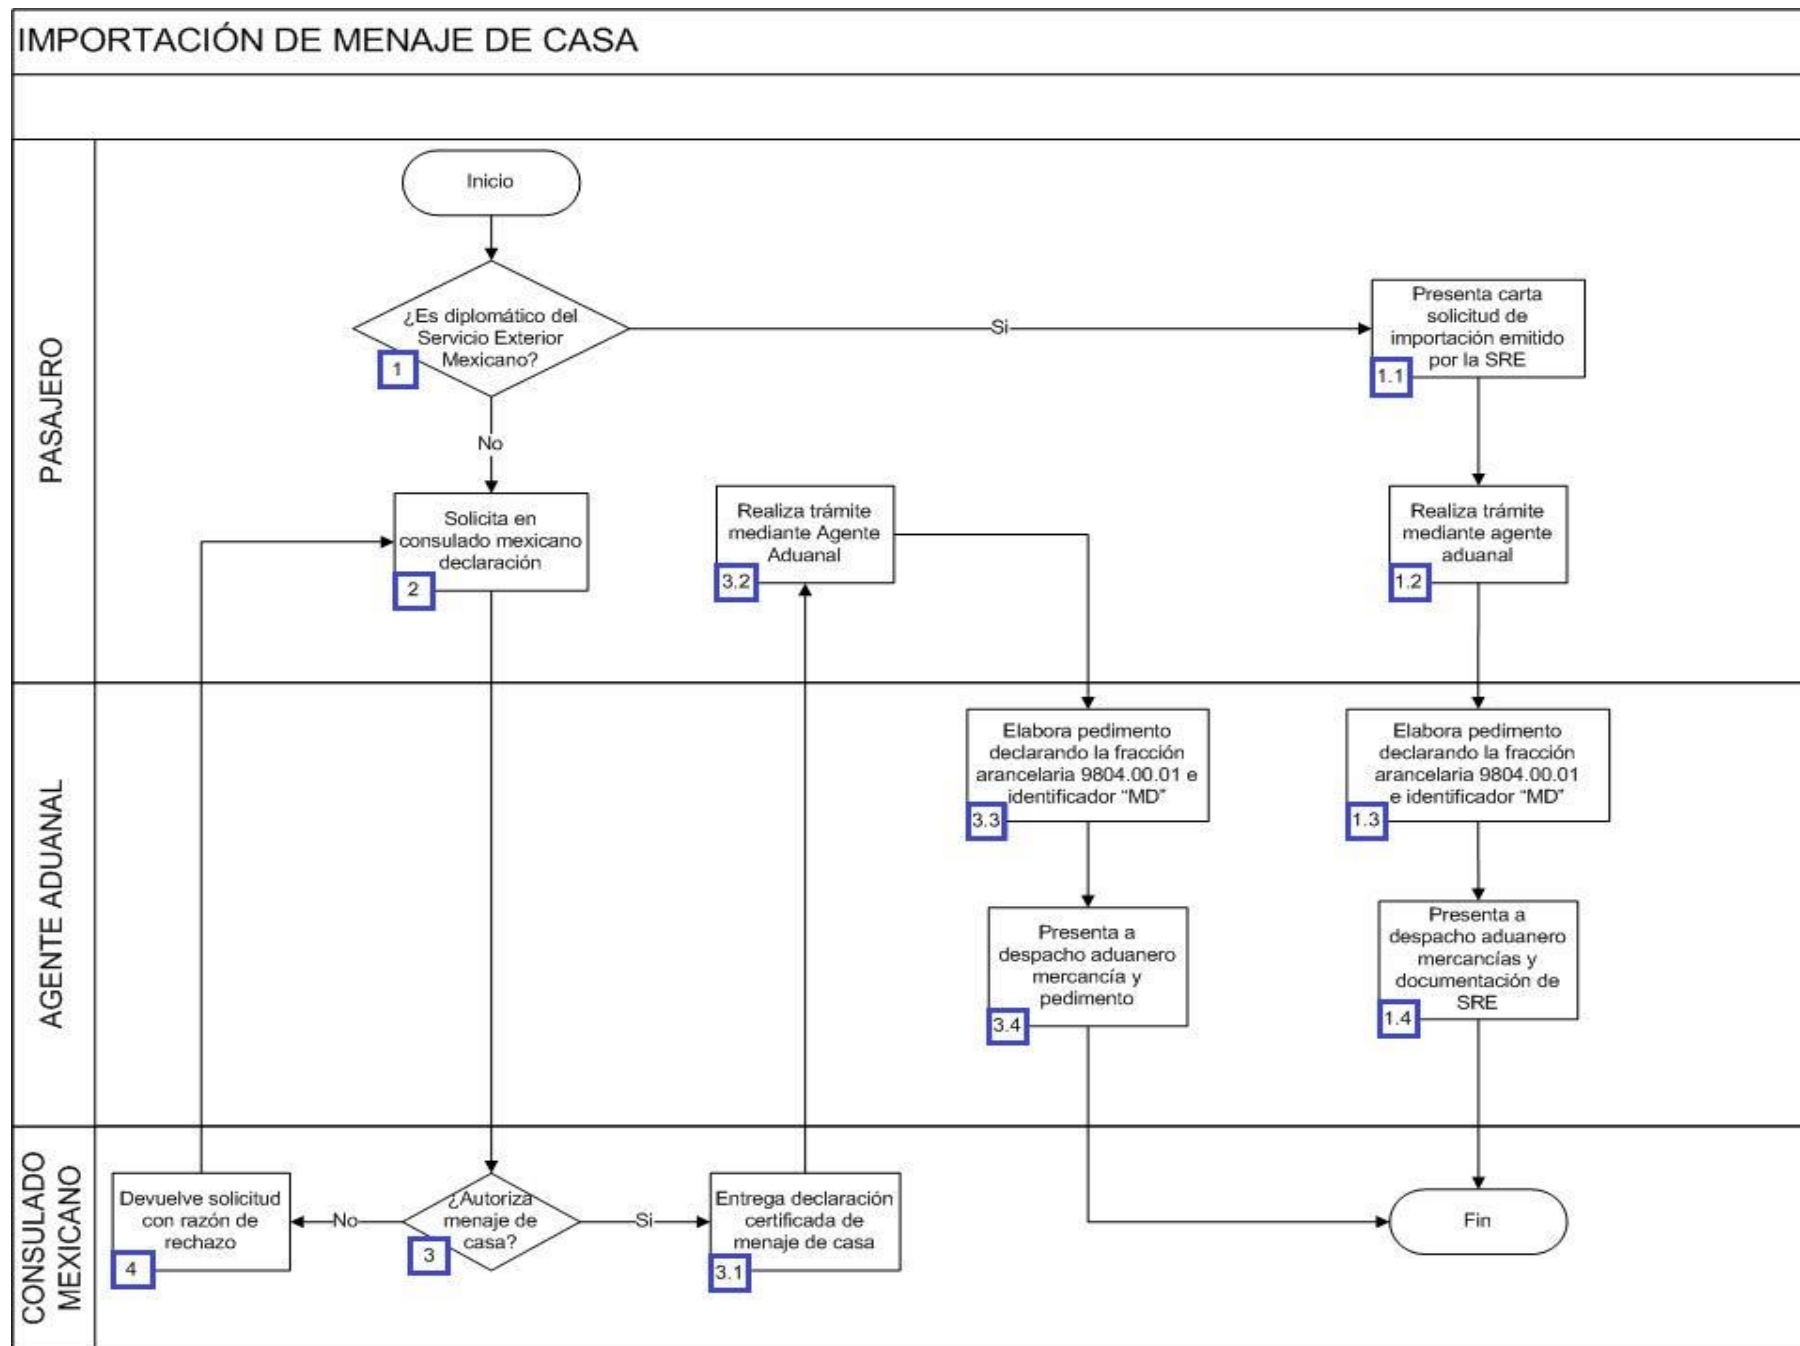 IMPORTACIÓN DE MENAJE DE CASA
PASAJERO
Inicio
¿Es diplomático del
Servicio Exterior
Mexicano?
1
Si
Presenta carta
solicitud de
importación emitido
por la SRE
1.1
No
Solicita en
consulado mexicano
declaración
2
Realiza trámite
mediante Agente
Aduanal
3.2
Realiza trámite
mediante agente
aduanal
1.2
AGENTE ADUANAL
Elabora pedimento
declarando la fracción
arancelaria 9804.00.01 e
identificador “MD”
3.3
Elabora pedimento
declarando la fracción
arancelaria 9804.00.01
e identificador “MD”
1.3
Presenta a
despacho aduanero
mercancía y
pedimento
3.4
Presenta a
despacho aduanero
mercancías y
documentación de
SRE
1.4
CONSULADO
MEXICANO
Devuelve solicitud
con razón de
rechazo
4
No
¿Autoriza
menaje de
casa?
3
Si
Entrega declaración
certificada de
menaje de casa
3.1
Fin